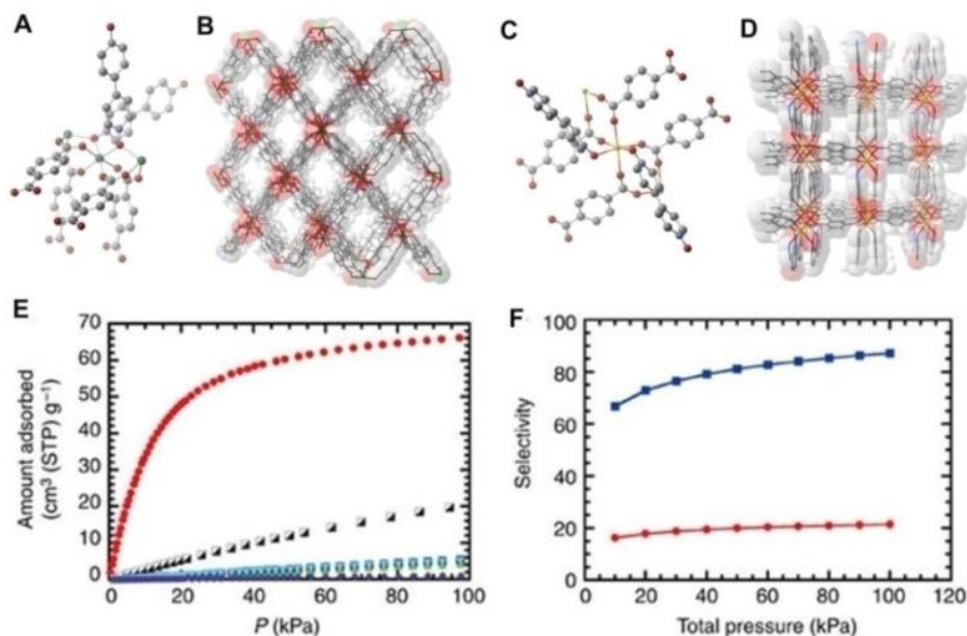 A
B
C
D
E
70
60
50
40
30
20
10
0
Amount adsorbed
(cm³ (STP) g⁻¹)
0 20 40 60 80 100
P (kPa)
F
100
80
60
40
20
0
Selectivity
0 20 40 60 80 100 120
Total pressure (kPa)